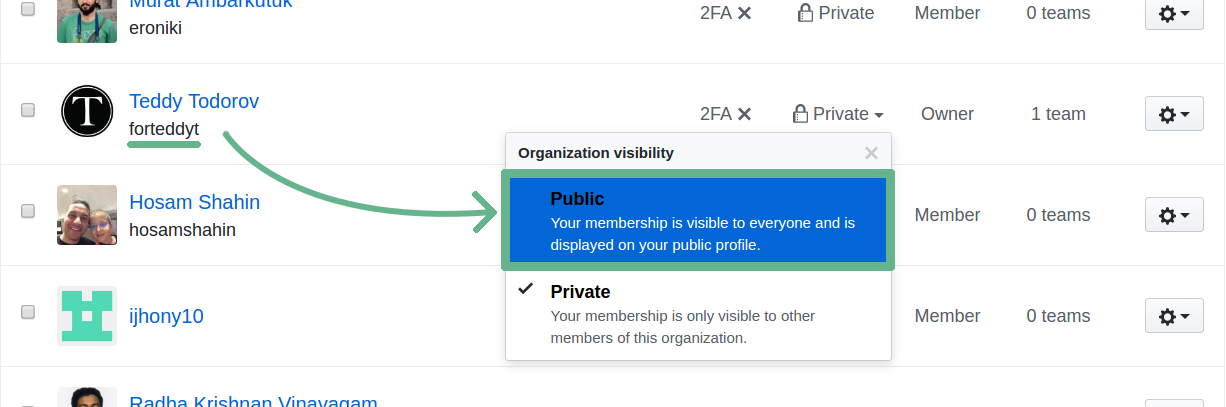 Murat Ambarkutuk
eroniki
2FA Private Member 0 teams
T
Teddy Todorov
forteddyt
2FA Private Owner 1 team
Organization visibility
Public
Your membership is visible to everyone and is
displayed on your public profile.
Private
Your membership is only visible to other
members of this organization.
Hosam Shahin
hosamshahin
Member 0 teams
ijhony10
Member 0 teams
Radha Krishnan Vinayagam